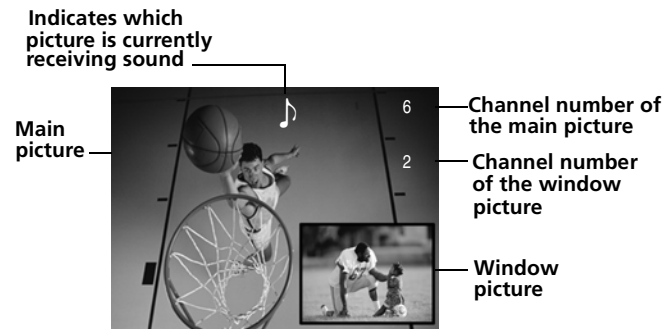 Indicates which
picture is currently
receiving sound
Main
picture
6
2
Channel number of
the main picture
Channel number
of the window
picture
Window
picture